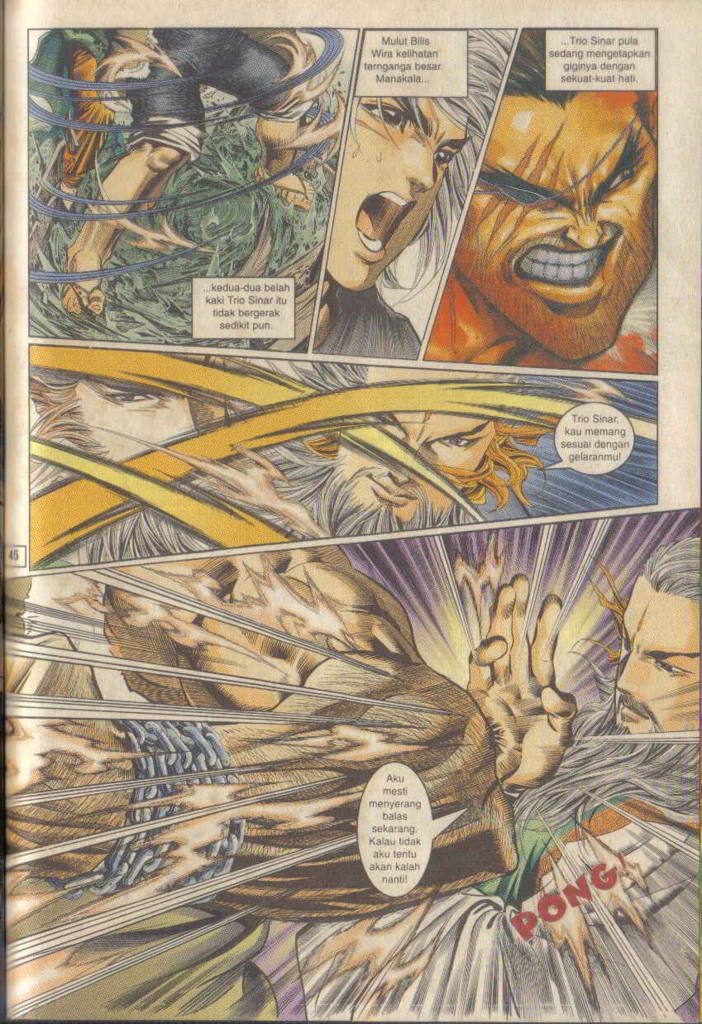 Mulut Bilis
Wira kelihatan
ternganga besar.
Manakala...
...Trio Sinar pula
sedang mengetapkan
giginya dengan
sekuat-kuat hati.
...kedua-dua belah
kaki Trio Sinar itu
tidak bergerak
sedikit pun.
Trio Sinar,
kau memang
sesuai dengan
gelaranmu!
45
Aku
mesti
menyerang
balas
sekarang.
Kalau tidak
aku tentu
akan kalah
nanti!
PONG!